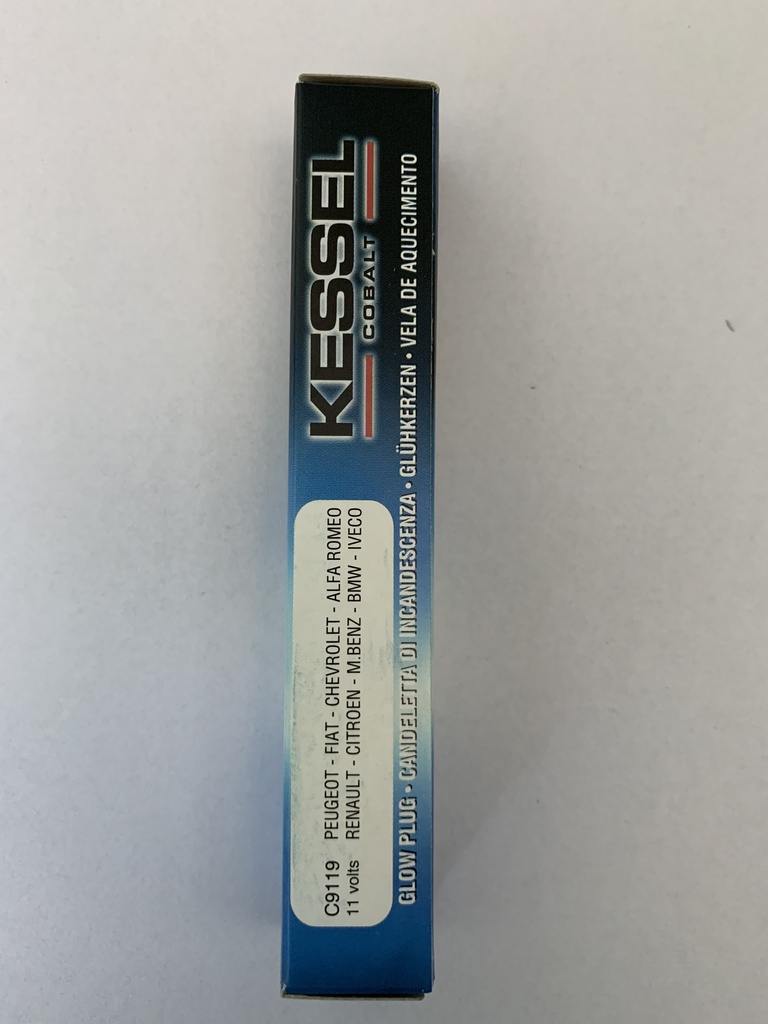 KESSEL
COBALT
C9119 PEUGEOT - FIAT - CHEVROLET - ALFA ROMEO
11 volts RENAULT - CITROEN - M.BENZ - BMW - IVECO
GLOW PLUG • CANDELETTA DI INCANDESCENZA • GLÜHKERZEN • VELA DE AQUECIMENTO